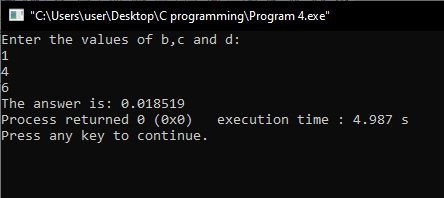 "C:\Users\user\Desktop\C programming\Program 4.exe"
Enter the values of b,c and d:
1
4
6
The answer is: 0.018519
Process returned 0 (0x0)   execution time : 4.987 s
Press any key to continue.